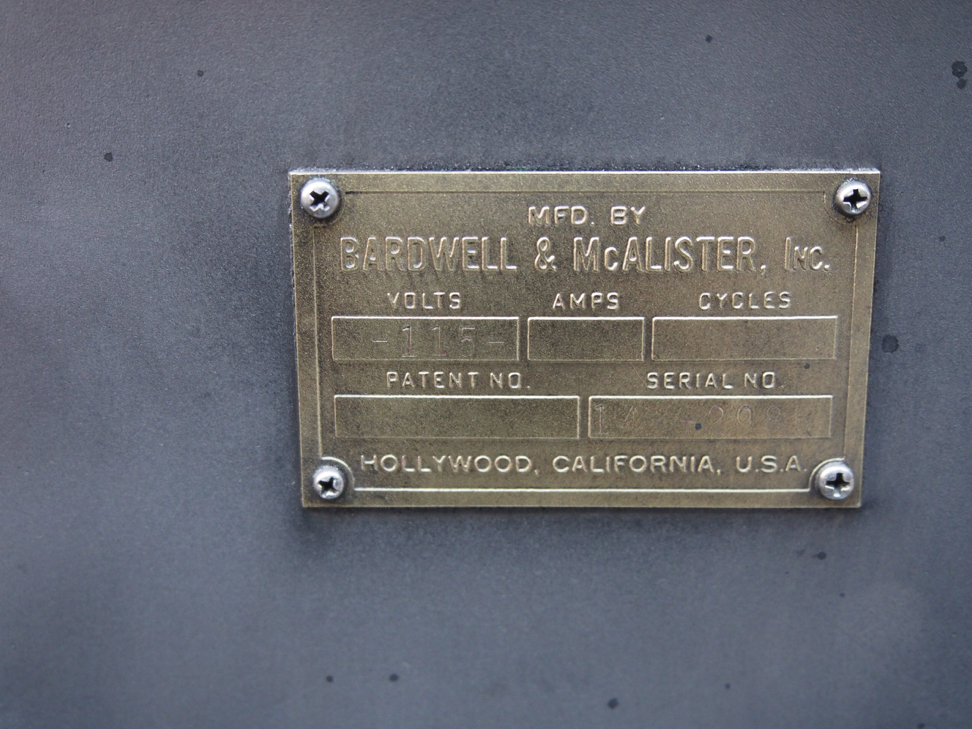 MFD. BY
BARDWELL & McALISTER, INC.
VOLTS AMPS CYCLES
-115-
PATENT NO. SERIAL NO.
HOLLYWOOD, CALIFORNIA, U.S.A.